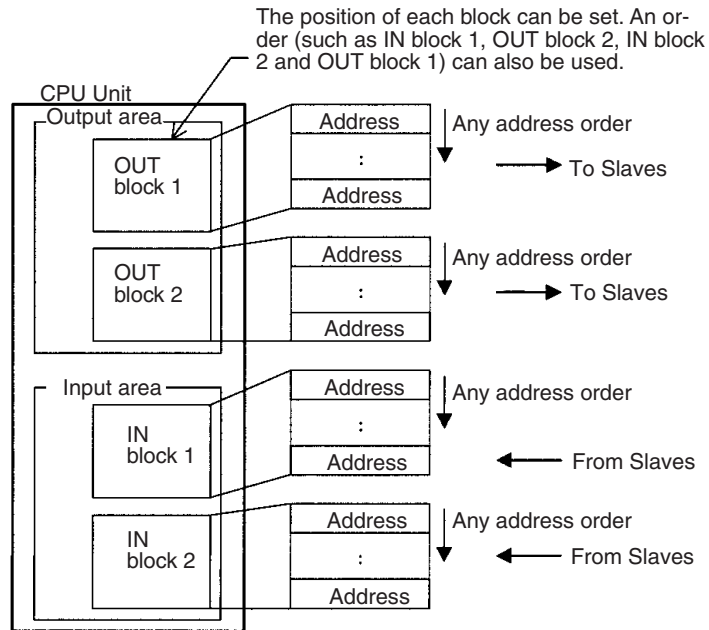 The position of each block can be set. An or-
der (such as IN block 1, OUT block 2, IN block
2 and OUT block 1) can also be used.
CPU Unit
Output area
OUT
block 1
Address
:
Address
Any address order
To Slaves
OUT
block 2
Address
:
Address
Any address order
To Slaves
Input area
IN
block 1
Address
:
Address
Any address order
From Slaves
IN
block 2
Address
:
Address
Any address order
From Slaves